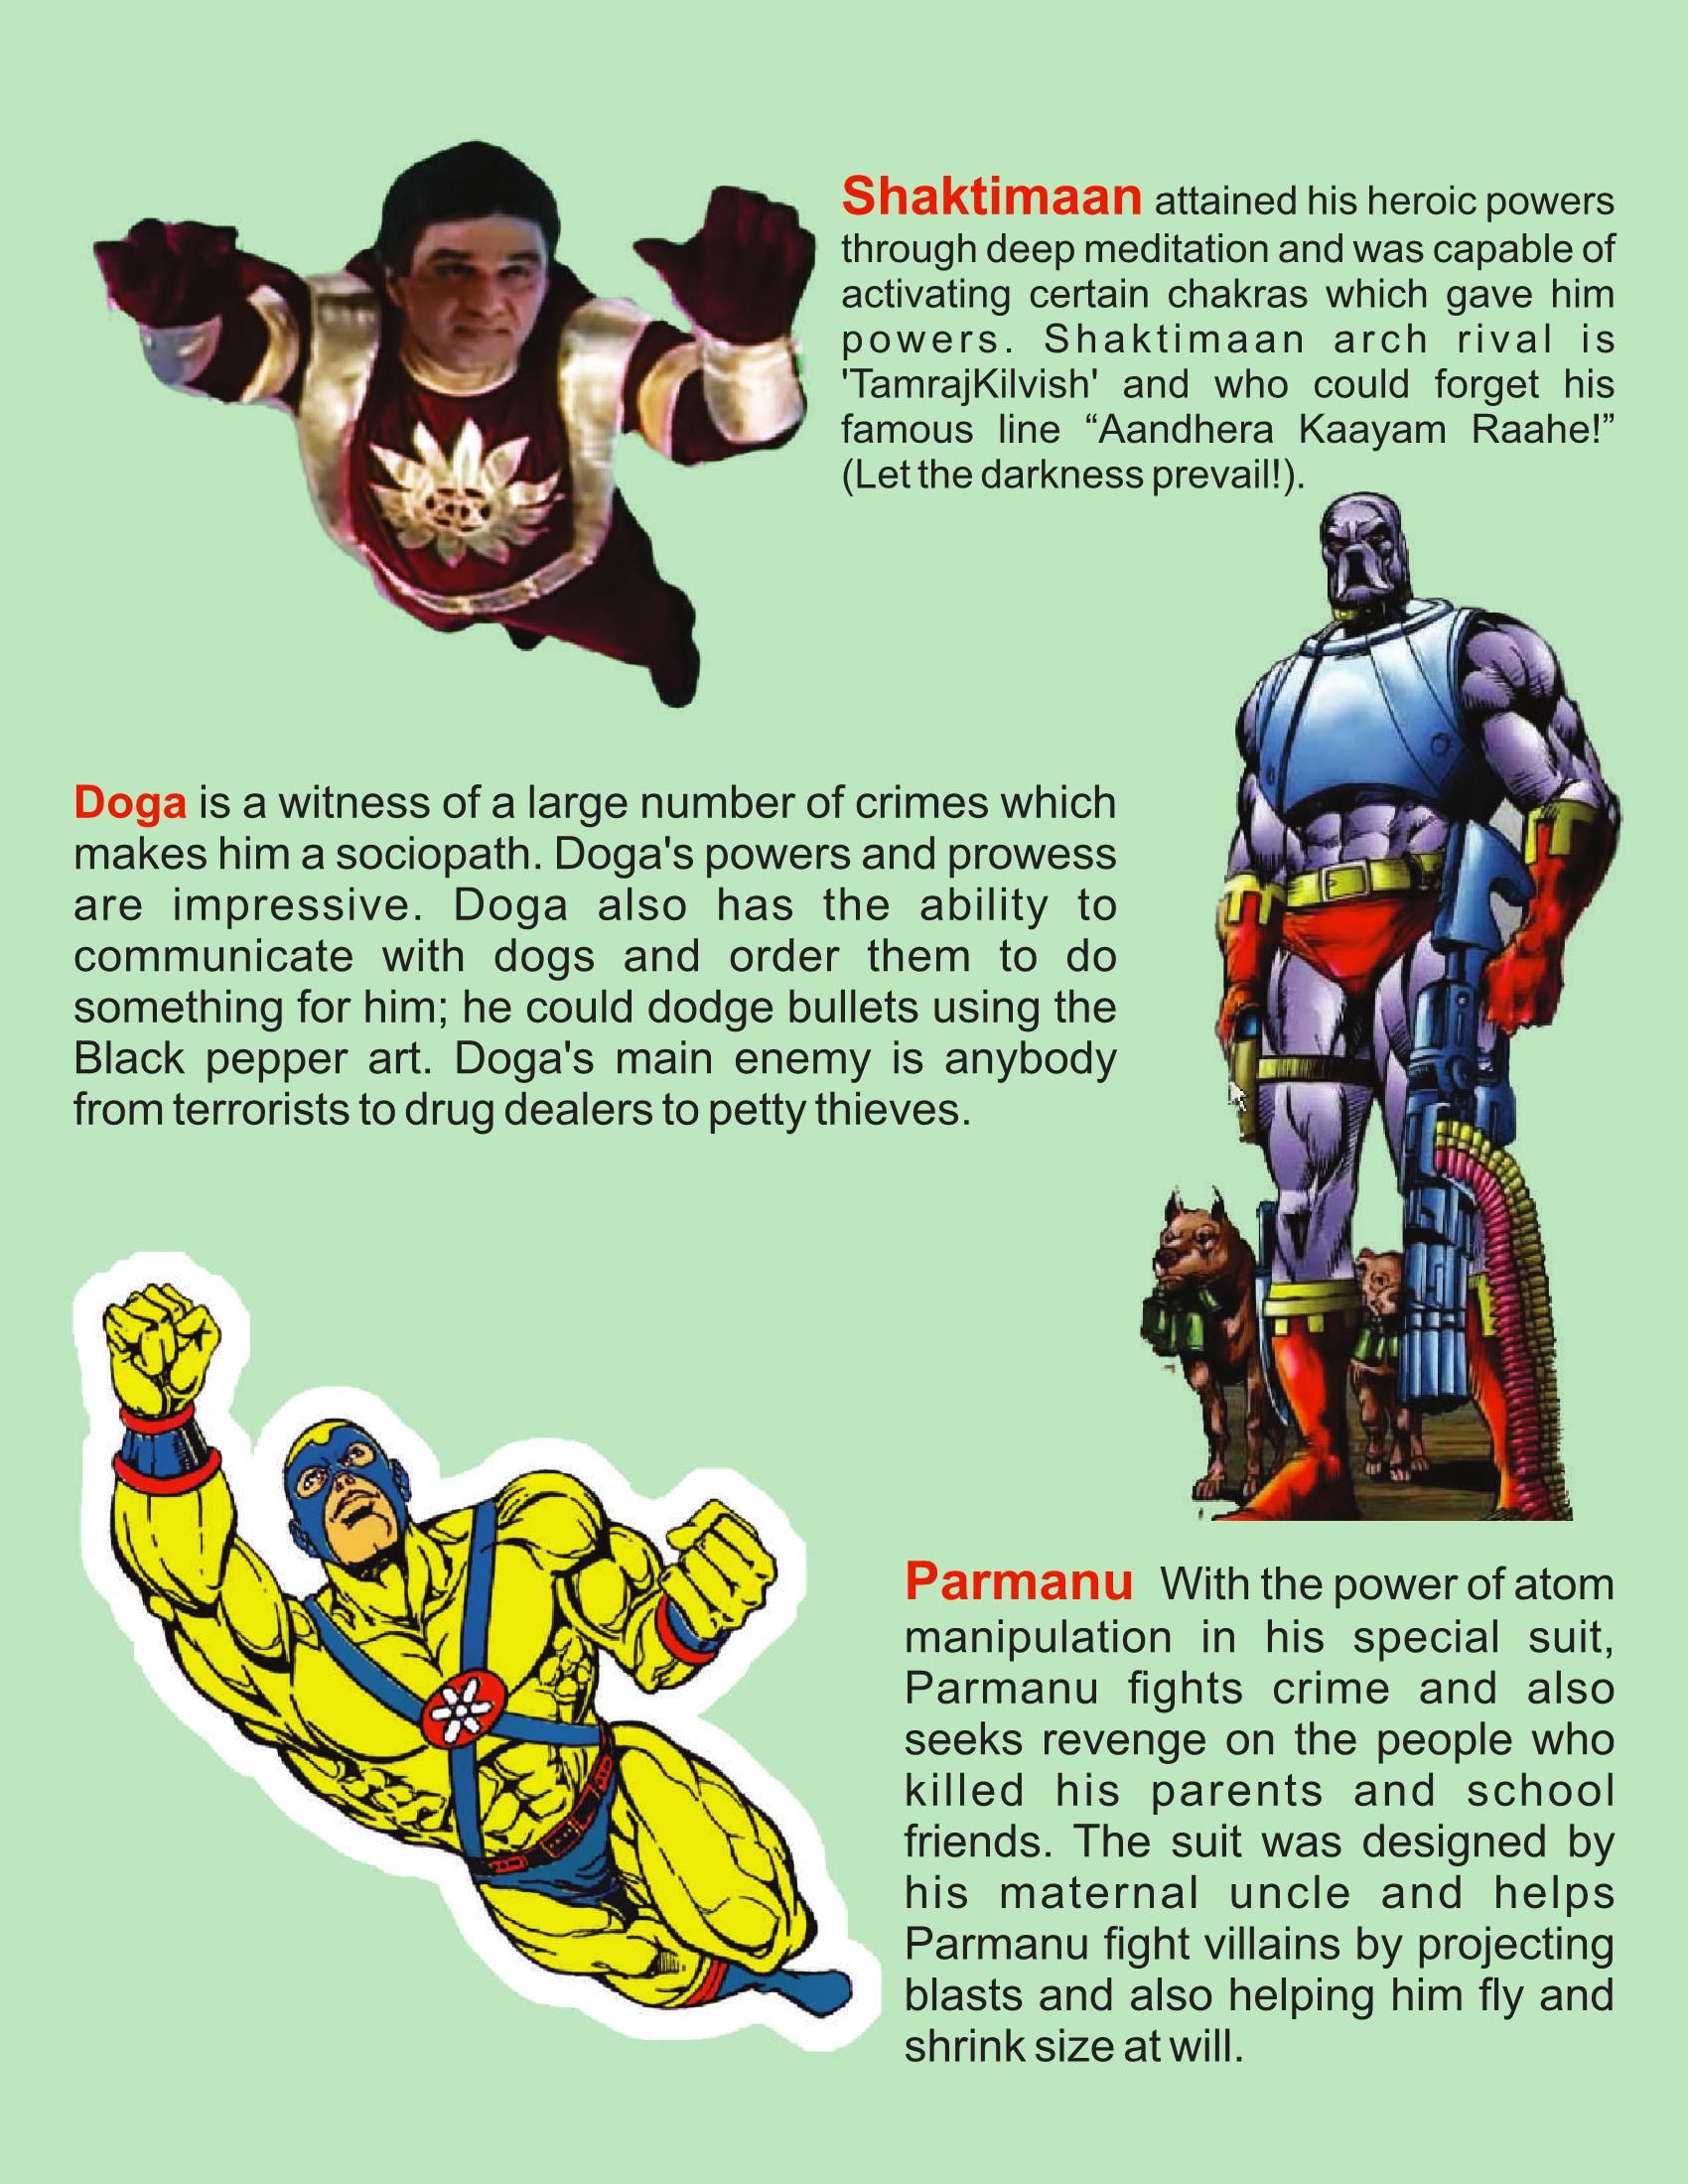 Shaktimaan attained his heroic powers
through deep meditation and was capable of
activating certain chakras which gave him
powers. Shaktimaan arch rival is
'TamrajKilvish' and who could forget his
famous line “Aandhera Kaayam Raahe!”
(Let the darkness prevail!).
Doga is a witness of a large number of crimes which
makes him a sociopath. Doga's powers and prowess
are impressive. Doga also has the ability to
communicate with dogs and order them to do
something for him; he could dodge bullets using the
Black pepper art. Doga's main enemy is anybody
from terrorists to drug dealers to petty thieves.
Parmanu With the power of atom
manipulation in his special suit,
Parmanu fights crime and also
seeks revenge on the people who
killed his parents and school
friends. The suit was designed by
his maternal uncle and helps
Parmanu fight villains by projecting
blasts and also helping him fly and
shrink size at will.